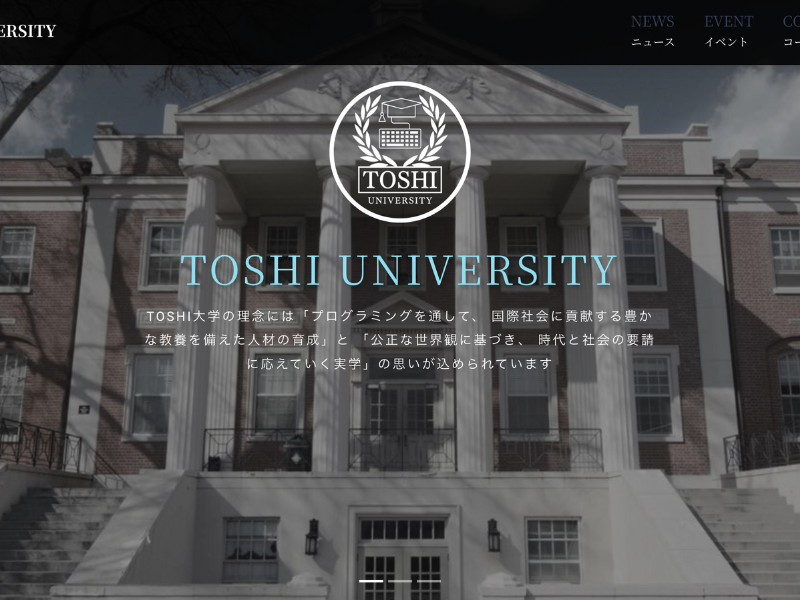 ERSITY
NEWS EVENT CO
ニュース イベント コー
TOSHI
UNIVERSITY
TOSHI UNIVERSITY
TOSHI大学の理念には「プログラミングを通して、 国際社会に貢献する豊か
な教養を備えた人材の育成」と 「公正な世界観に基づき、 時代と社会の要請
に応えていく実学」の思いが込められています